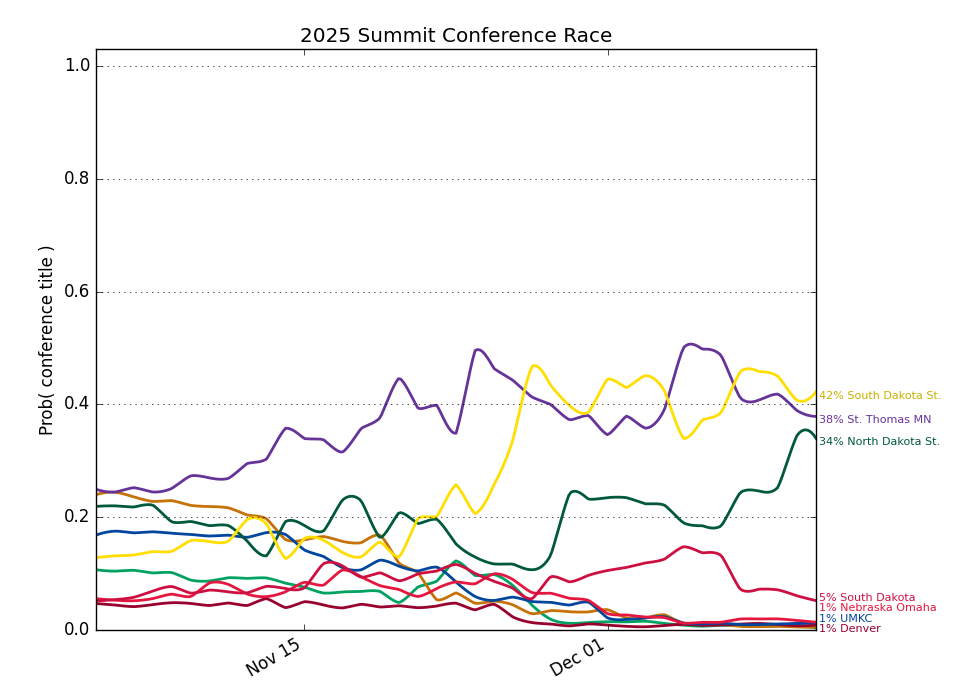 2025 Summit Conference Race
Prob( conference title )
1.0
0.8
0.6
0.4
0.2
0.0
Nov 15
Dec 01
42% South Dakota St.
38% St. Thomas MN
34% North Dakota St.
5% South Dakota
1% Nebraska Omaha
1% UMKC
1% Denver